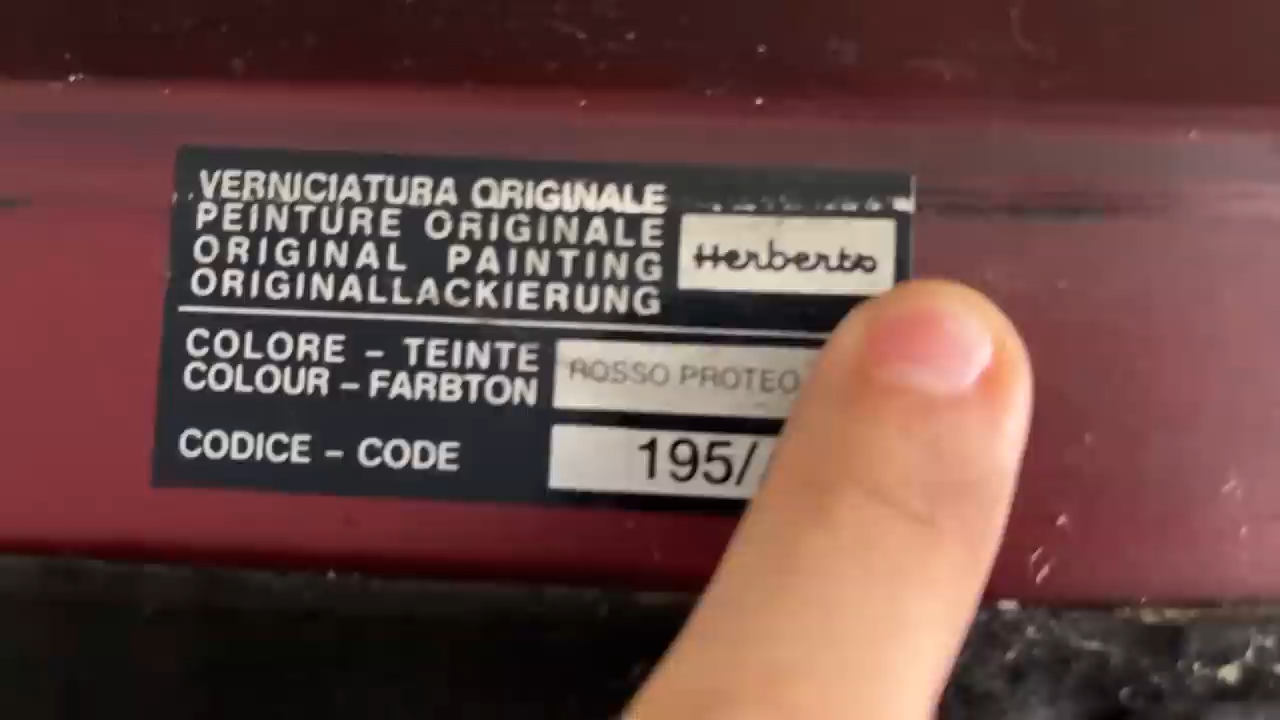 VERNICIATURA ORIGINALE
PEINTURE ORIGINALE
ORIGINAL PAINTING
ORIGINALLACKIERUNG
Herberts
COLORE - TEINTE
COLOUR - FARBTON
ROSSO PROTEO
CODICE - CODE
195/